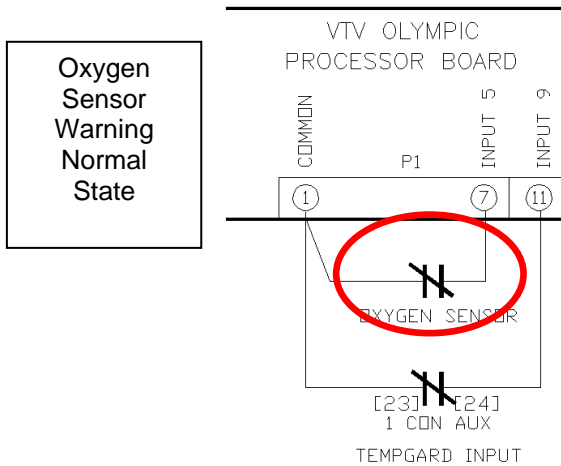 Oxygen
Sensor
Warning
Normal
State
VTV OLYMPIC
PROCESSOR BOARD
COMMON
P1
INPUT 5
INPUT 9
1
7
11
OXYGEN SENSOR
[23] [24]
1 CON AUX
TEMPGARD INPUT